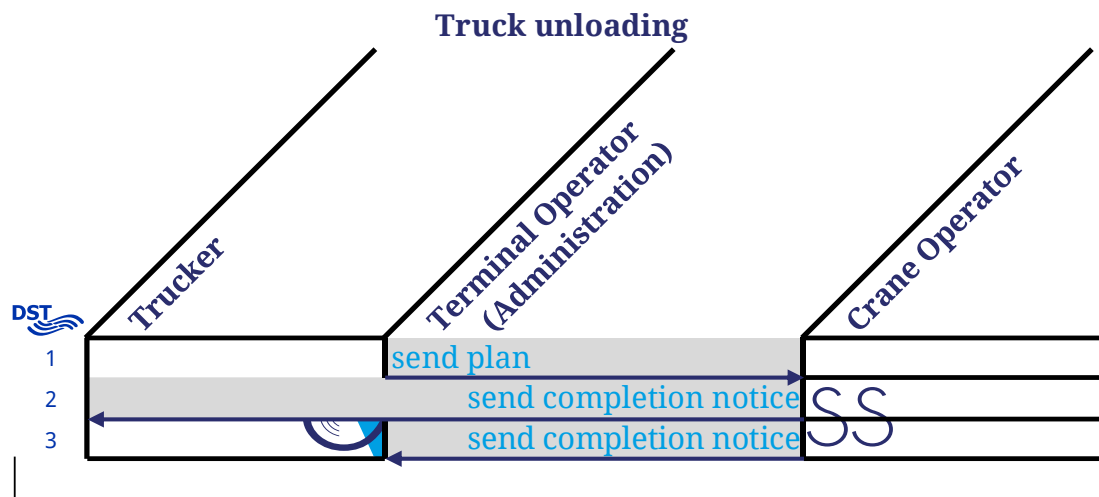 Truck unloading
Trucker
Terminal Operator
(Administration)
Crane Operator
DST
1
send plan
2
send completion notice
SS
3
send completion notice